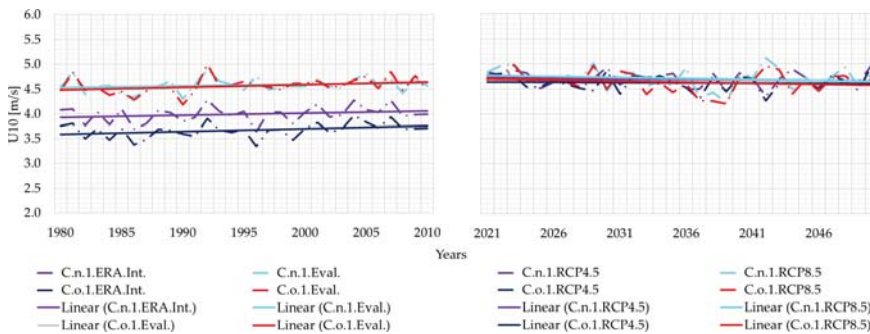 6.0
5.5
5.0
4.5
4.0
3.5
3.0
2.5
2.0
U10 [m/s]
1980 1985 1990 1995 2000 2005 2010 2021 2026 2031 2036 2041 2046
Years
C.n.1.ERA.Int. C.n.1.Eval. C.n.1.RCP4.5 C.n.1.RCP8.5
C.o.1.ERA.Int. C.o.1.Eval. C.o.1.RCP4.5 C.o.1.RCP8.5
Linear (C.n.1.ERA.Int.) Linear (C.n.1.Eval.) Linear (C.n.1.RCP4.5) Linear (C.n.1.RCP8.5)
Linear (C.o.1.Eval.) Linear (C.o.1.Eval.) Linear (C.o.1.RCP4.5) Linear (C.o.1.RCP8.5)